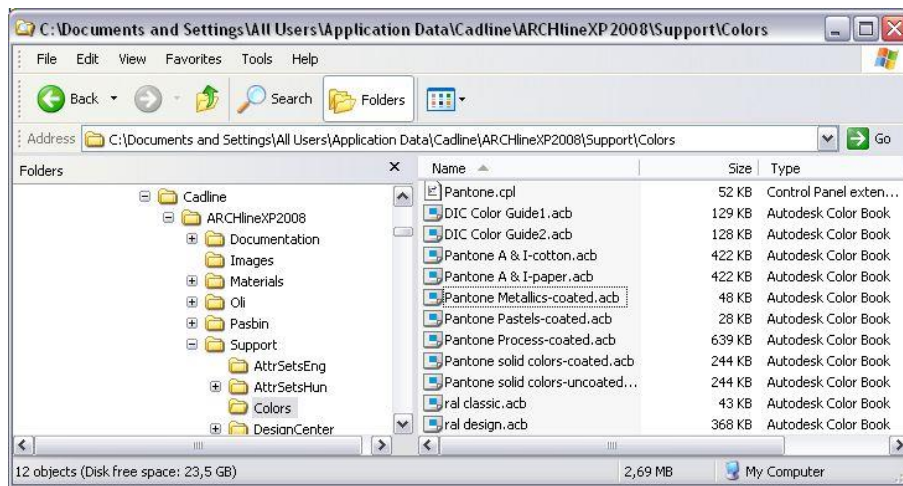 C:\Documents and Settings\All Users\Application Data\Cadline\ARCHlineXP2008\Support\Colors
File Edit View Favorites Tools Help
Back Search Folders
Address C:\Documents and Settings\All Users\Application Data\Cadline\ARCHlineXP2008\Support\Colors Go
Folders x Name Size Type
Cadline
ARCHlineXP2008
Documentation
Images
Materials
Oli
Pasbin
Support
AttrSetsEng
AttrSetsHun
Colors
DesignCenter
Pantone.cpl 52 KB Control Panel exten...
DIC Color Guide1.acb 129 KB Autodesk Color Book
DIC Color Guide2.acb 128 KB Autodesk Color Book
Pantone A & I-cotton.acb 422 KB Autodesk Color Book
Pantone A & I-paper.acb 422 KB Autodesk Color Book
Pantone Metallics-coated.acb 48 KB Autodesk Color Book
Pantone Pastels-coated.acb 28 KB Autodesk Color Book
Pantone Process-coated.acb 639 KB Autodesk Color Book
Pantone solid colors-coated.acb 244 KB Autodesk Color Book
Pantone solid colors-uncoated... 244 KB Autodesk Color Book
ral classic.acb 43 KB Autodesk Color Book
ral design.acb 368 KB Autodesk Color Book
12 objects (Disk free space: 23,5 GB) 2,69 MB My Computer